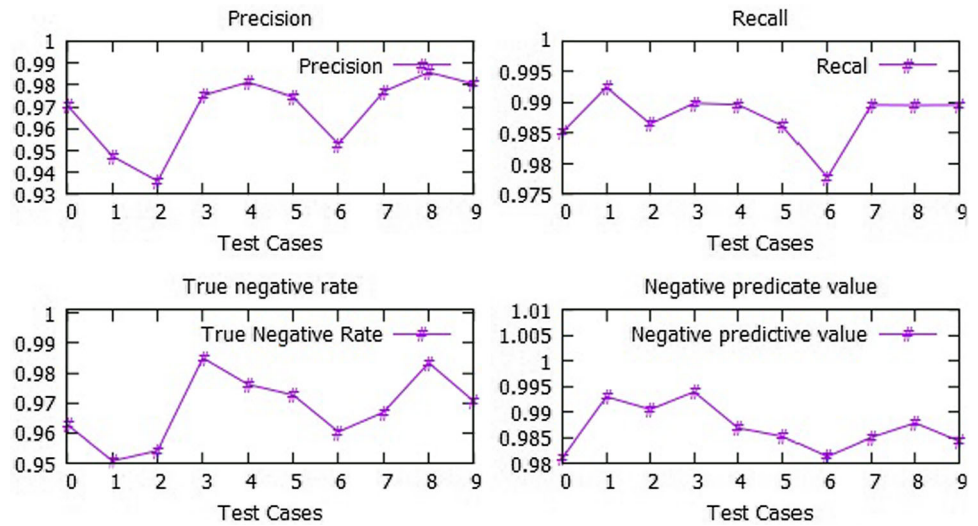 Precision
1
0.99
0.98
0.97
0.96
0.95
0.94
0.93
Precision
0 1 2 3 4 5 6 7 8 9
Test Cases
Recall
1
0.995
0.99
0.985
0.98
0.975
Recal
0 1 2 3 4 5 6 7 8 9
Test Cases
True negative rate
1
0.99
0.98
0.97
0.96
0.95
True Negative Rate
0 1 2 3 4 5 6 7 8 9
Test Cases
Negative predicate value
1.01
1.005
1
0.995
0.99
0.985
0.98
Negative predictive value
0 1 2 3 4 5 6 7 8 9
Test Cases